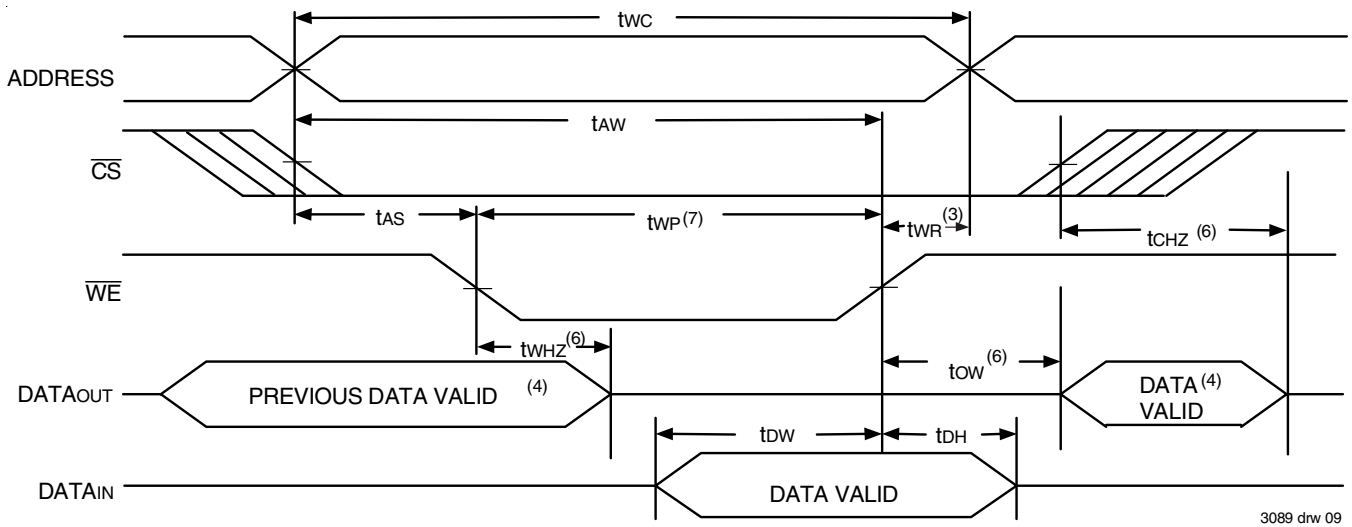 tWC
ADDRESS
tAW
CS
tAS
tWP (7)
tWR (3)
tCHZ (6)
WE
tWHZ (6)
tOW (6)
DATAOUT
PREVIOUS DATA VALID (4)
DATA (4)
VALID
tDW
tDH
DATAIN
DATA VALID
3089 drw 09